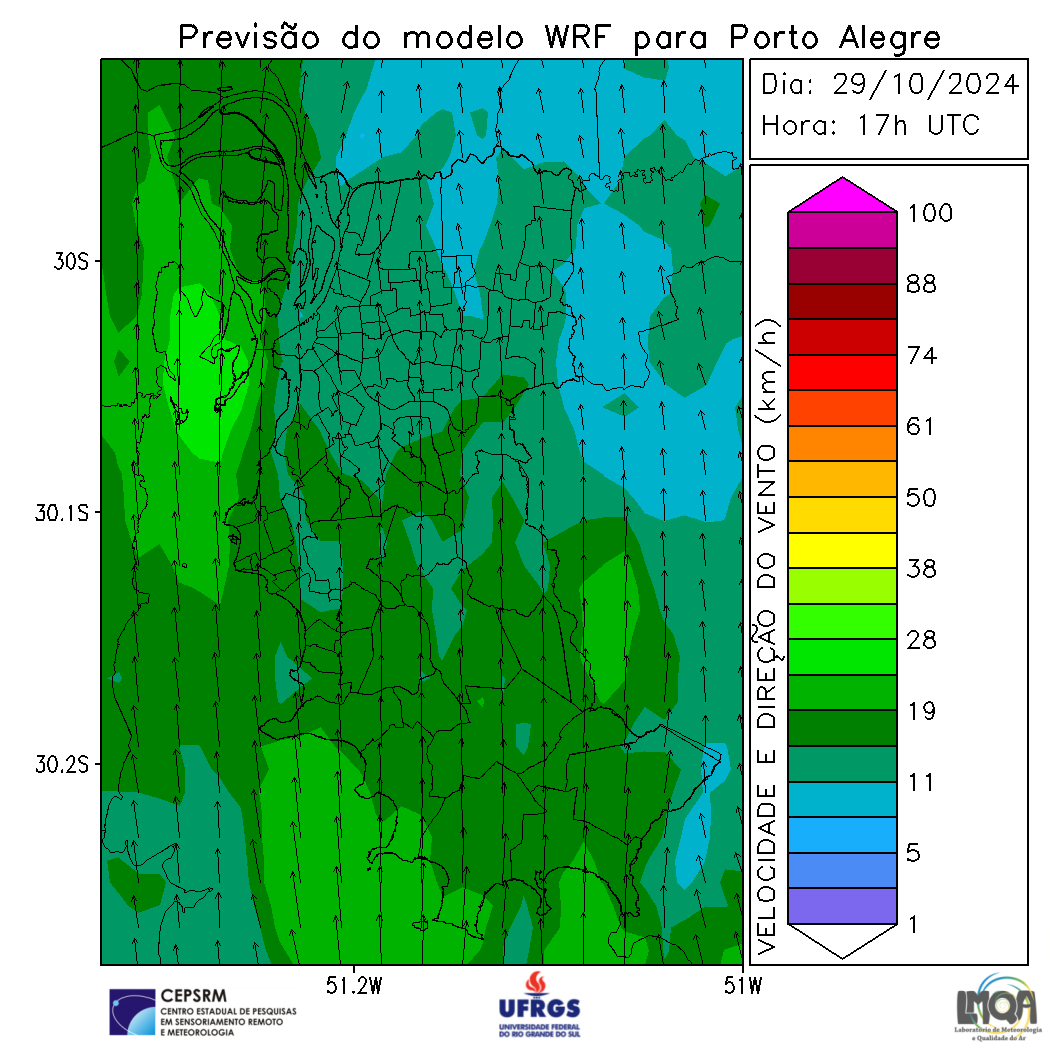 Previsão do modelo WRF para Porto Alegre
Dia: 29/10/2024
Hora: 17h UTC
30S
30.1S
30.2S
51.2W
51W
VELOCIDADE E DIREÇÃO DO VENTO (km/h)
100
88
74
61
50
38
28
19
11
5
1
CEPSRM
CENTRO ESTADUAL DE PESQUISAS
EM SENSORIAMENTO REMOTO
E METEOROLOGIA
UFRGS
UNIVERSIDADE FEDERAL
DO RIO GRANDE DO SUL
LMQA
Laboratório de Meteorologia
e Qualidade do Ar